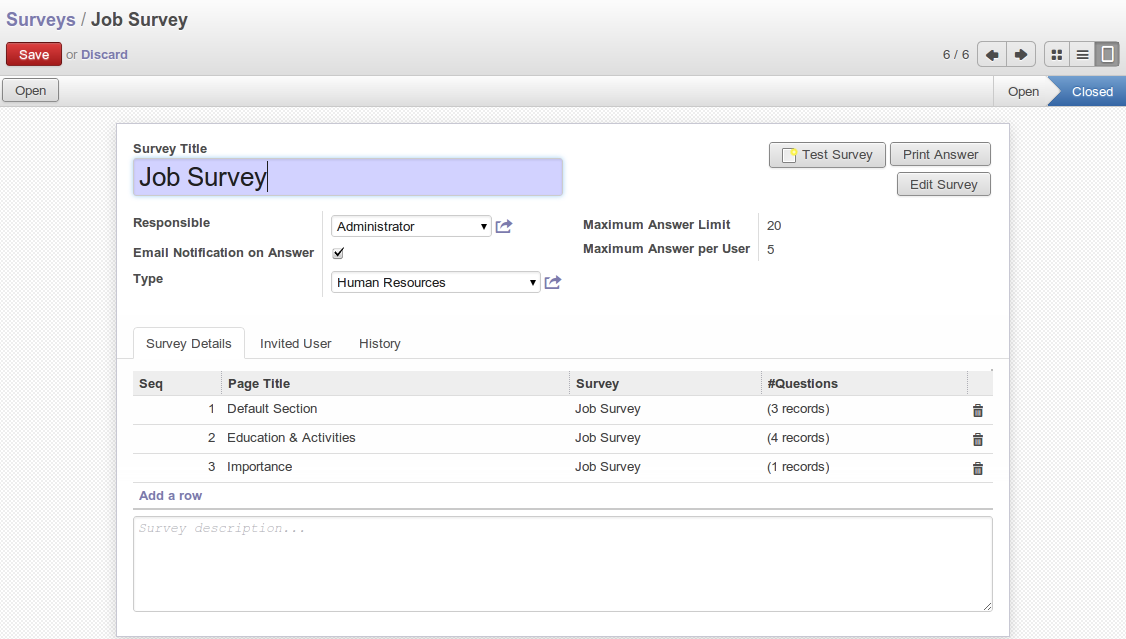 Surveys / Job Survey
Save or Discard
6 / 6
Open
Open Closed
Survey Title
Job Survey
Test Survey Print Answer
Edit Survey
Responsible Administrator
Maximum Answer Limit 20
Email Notification on Answer
Maximum Answer per User 5
Type Human Resources
Survey Details Invited User History
Seq Page Title Survey #Questions
1 Default Section Job Survey (3 records)
2 Education & Activities Job Survey (4 records)
3 Importance Job Survey (1 records)
Add a row
Survey description...